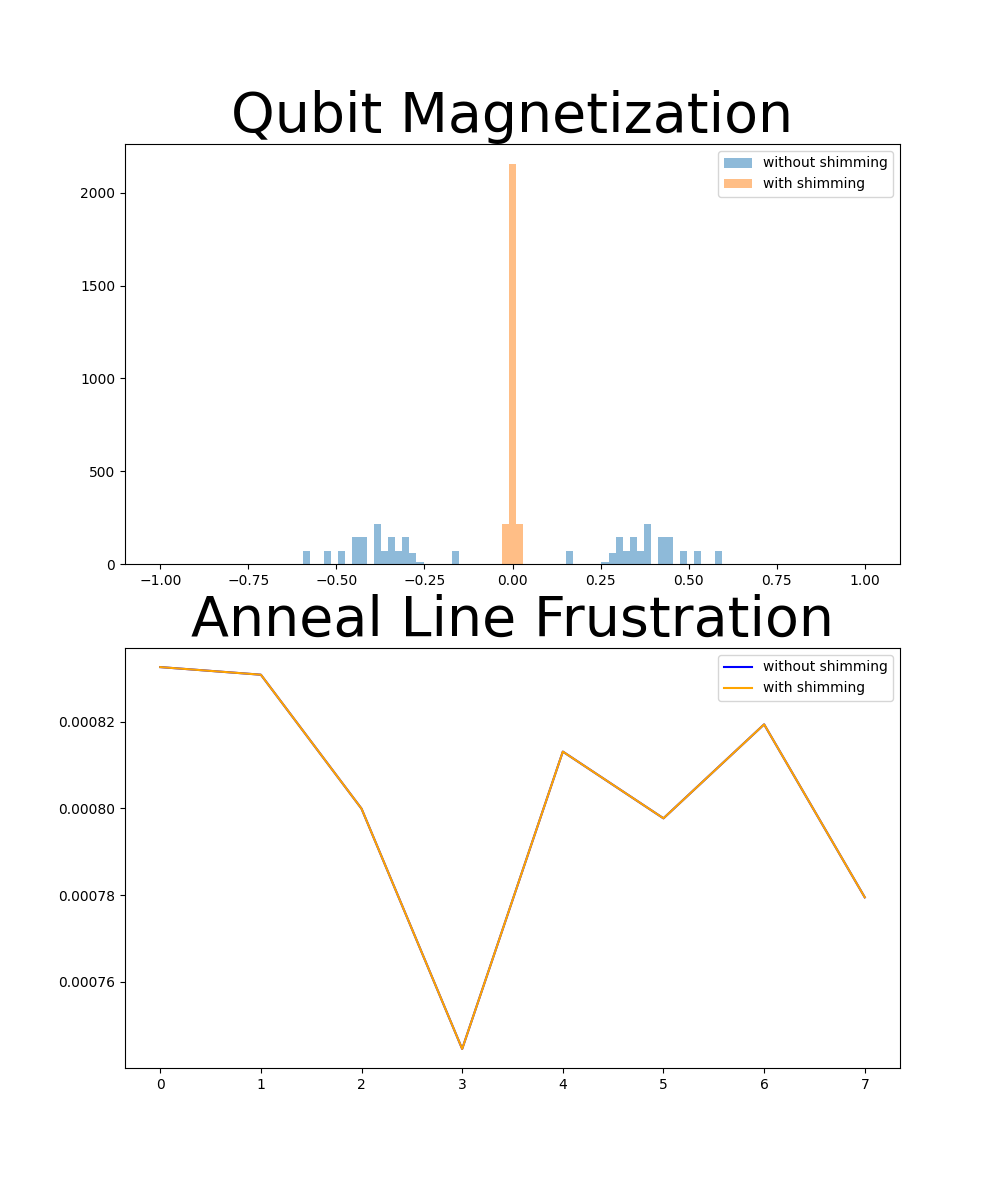 Qubit Magnetization
without shimming
with shimming
2000
1500
1000
500
0
−1.00 −0.75 −0.50 −0.25 0.00 0.25 0.50 0.75 1.00
Anneal Line Frustration
without shimming
with shimming
0.00082
0.00080
0.00078
0.00076
0 1 2 3 4 5 6 7